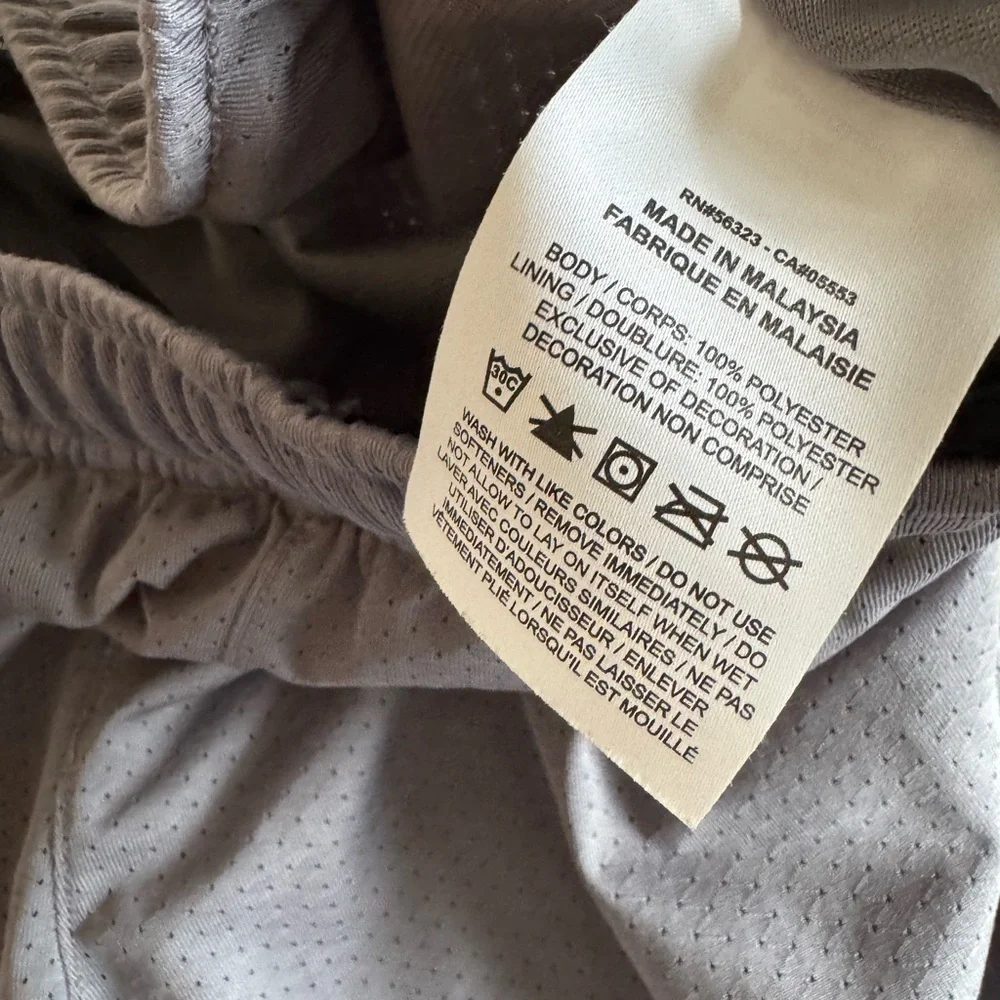 RN#56323 - CA#05553
MADE IN MALAYSIA
FABRIQUE EN MALAISIE
BODY / CORPS: 100% POLYESTER
LINING / DOUBLURE: 100% POLYESTER
EXCLUSIVE OF DECORATION /
DECORATION NON COMPRISE
30C
WASH WITH LIKE COLORS / DO NOT USE
SOFTENERS / REMOVE IMMEDIATELY / DO
NOT ALLOW TO LAY ON ITSELF WHEN WET
LAVER AVEC COULEURS SIMILAIRES / NE PAS
UTILISER D'ADOUCISSEUR / ENLEVER
IMMEDIATEMENT / NE PAS LAISSER LE
VÊTEMENT PLIÉ LORSQU'IL EST MOUILLÉ